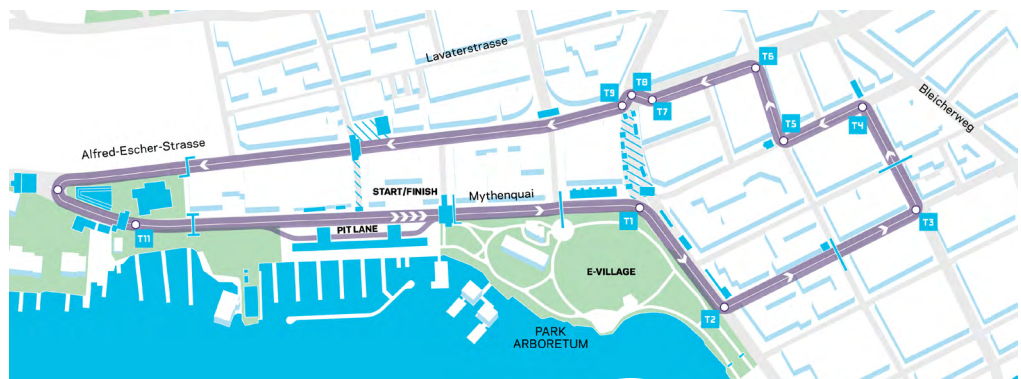 Lavaterstrasse
T6
T8
T9
T7
Bleicherweg
T4
T5
Alfred-Escher-Strasse
START/FINISH
Mythenquai
T1
T3
T11
PIT LANE
E-VILLAGE
T2
PARK
ARBORETUM